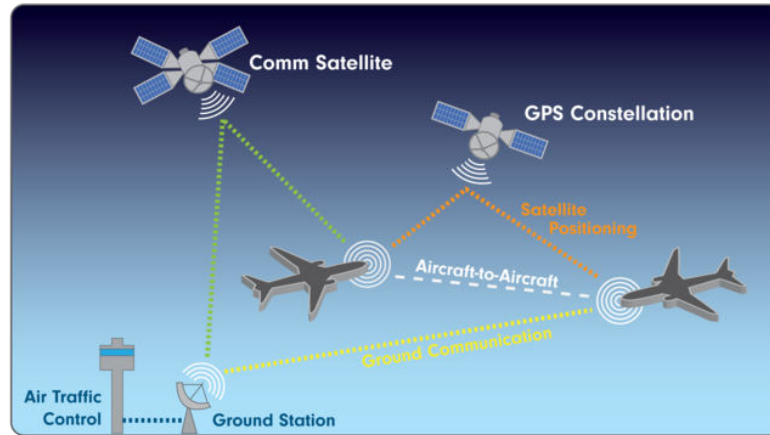 Comm Satellite
GPS Constellation
Satellite
Positioning
Aircraft-to-Aircraft
Ground Communication
Air Traffic
Control
Ground Station